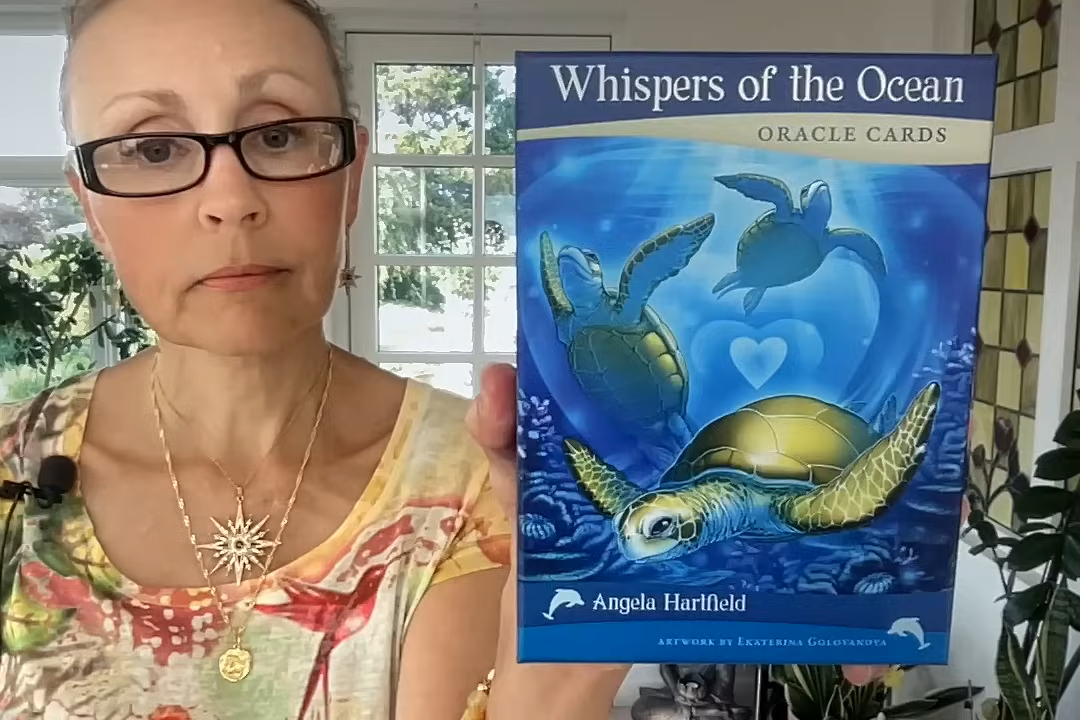 Whispers of the Ocean
ORACLE CARDS
Angela Hartfield
ARTWORK BY EKATERINA GOLOVANOVA